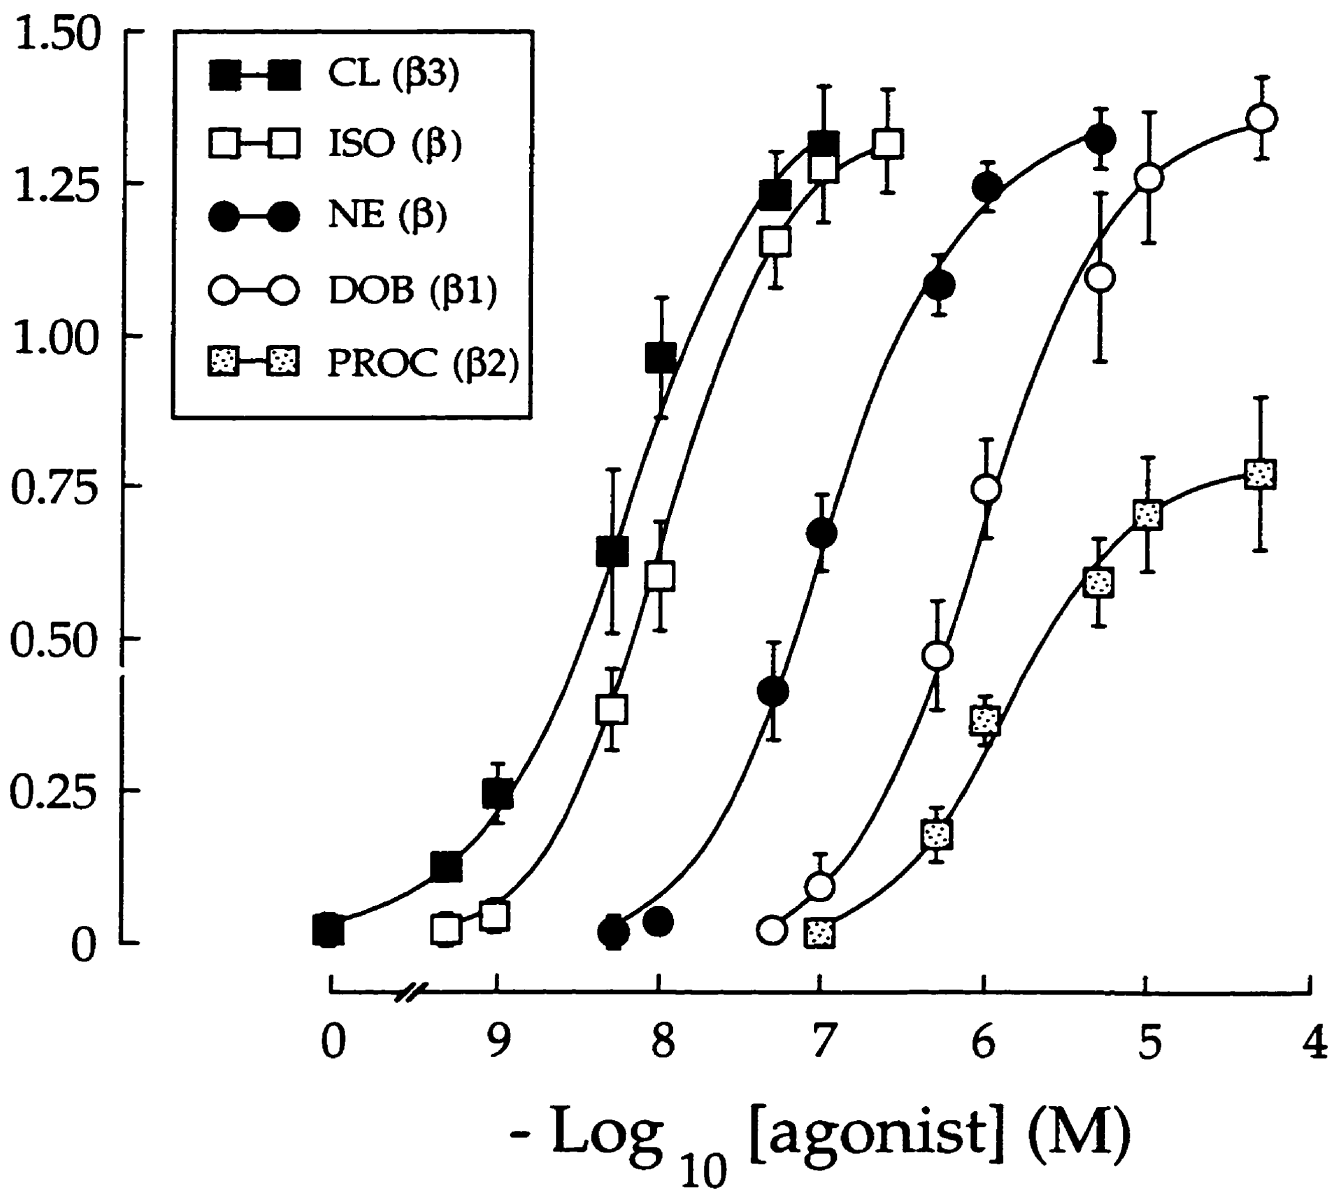 1.50
1.25
1.00
0.75
0.50
0.25
0
CL (β3)
ISO (β)
NE (β)
DOB (β1)
PROC (β2)
0 9 8 7 6 5 4
- Log 10 [agonist] (M)